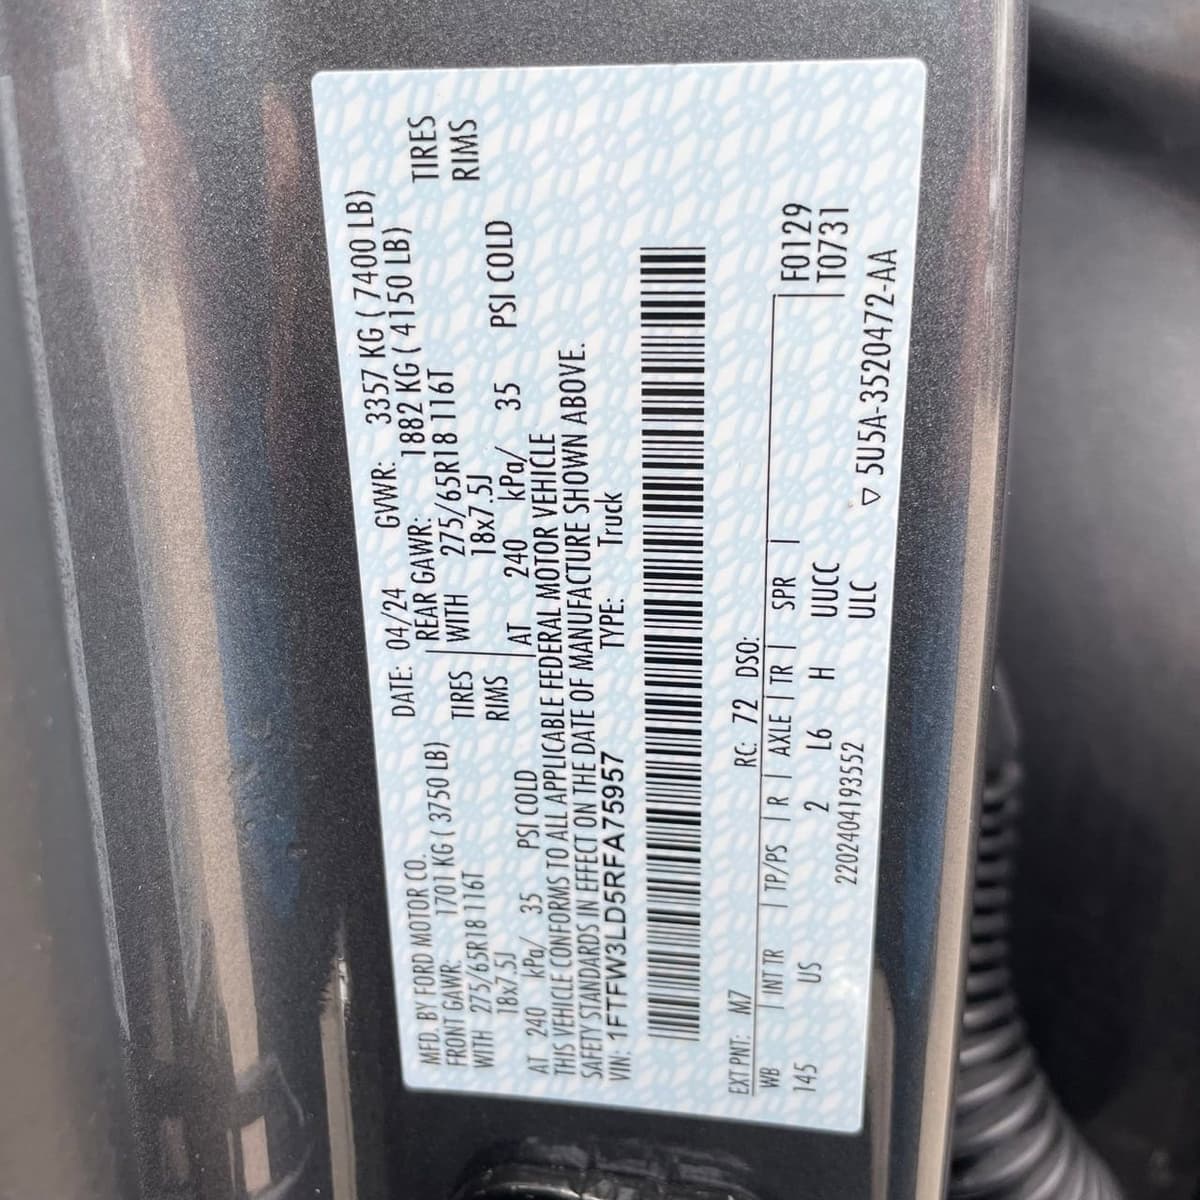 MFD. BY FORD MOTOR CO. DATE: 04/24 GVWR: 3357 KG ( 7400 LB)
FRONT GAWR: 1701 KG ( 3750 LB) REAR GAWR: 1882 KG ( 4150 LB)
WITH 275/65R18 116T TIRES WITH 275/65R18 116T TIRES
18x7.5J RIMS 18x7.5J RIMS
AT 240 kPa/ 35 PSI COLD AT 240 kPa/ 35 PSI COLD
THIS VEHICLE CONFORMS TO ALL APPLICABLE FEDERAL MOTOR VEHICLE
SAFETY STANDARDS IN EFFECT ON THE DATE OF MANUFACTURE SHOWN ABOVE.
VIN: 1FTFW3LD5RFA75957 TYPE: Truck
EXT PNT: M7 RC: 72 DSO:
WB INT TR TP/PS R AXLE TR SPR F0129
145 US 2 L6 H UUCC T0731
2202404193552 ULC
▽ 5U5A-3520472-AA